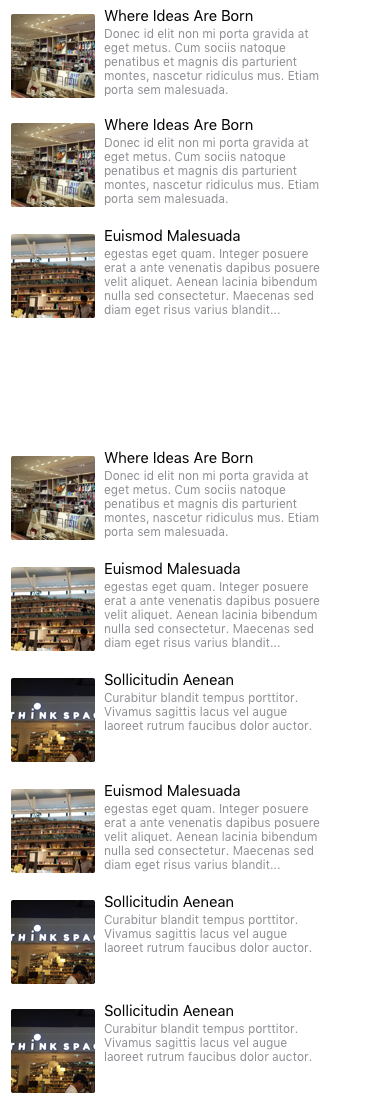 Where Ideas Are Born
Donec id elit non mi porta gravida at
eget metus. Cum sociis natoque
penatibus et magnis dis parturient
montes, nascetur ridiculus mus. Etiam
porta sem malesuada.
Where Ideas Are Born
Donec id elit non mi porta gravida at
eget metus. Cum sociis natoque
penatibus et magnis dis parturient
montes, nascetur ridiculus mus. Etiam
porta sem malesuada.
Euismod Malesuada
egestas eget quam. Integer posuere
erat a ante venenatis dapibus posuere
velit aliquet. Aenean lacinia bibendum
nulla sed consectetur. Maecenas sed
diam eget risus varius blandit...
Where Ideas Are Born
Donec id elit non mi porta gravida at
eget metus. Cum sociis natoque
penatibus et magnis dis parturient
montes, nascetur ridiculus mus. Etiam
porta sem malesuada.
Euismod Malesuada
egestas eget quam. Integer posuere
erat a ante venenatis dapibus posuere
velit aliquet. Aenean lacinia bibendum
nulla sed consectetur. Maecenas sed
diam eget risus varius blandit...
THINK SPAC
Sollicitudin Aenean
Curabitur blandit tempus porttitor.
Vivamus sagittis lacus vel augue
laoreet rutrum faucibus dolor auctor.
Euismod Malesuada
egestas eget quam. Integer posuere
erat a ante venenatis dapibus posuere
velit aliquet. Aenean lacinia bibendum
nulla sed consectetur. Maecenas sed
diam eget risus varius blandit...
THINK SPAC
Sollicitudin Aenean
Curabitur blandit tempus porttitor.
Vivamus sagittis lacus vel augue
laoreet rutrum faucibus dolor auctor.
THINK SPAC
Sollicitudin Aenean
Curabitur blandit tempus porttitor.
Vivamus sagittis lacus vel augue
laoreet rutrum faucibus dolor auctor.